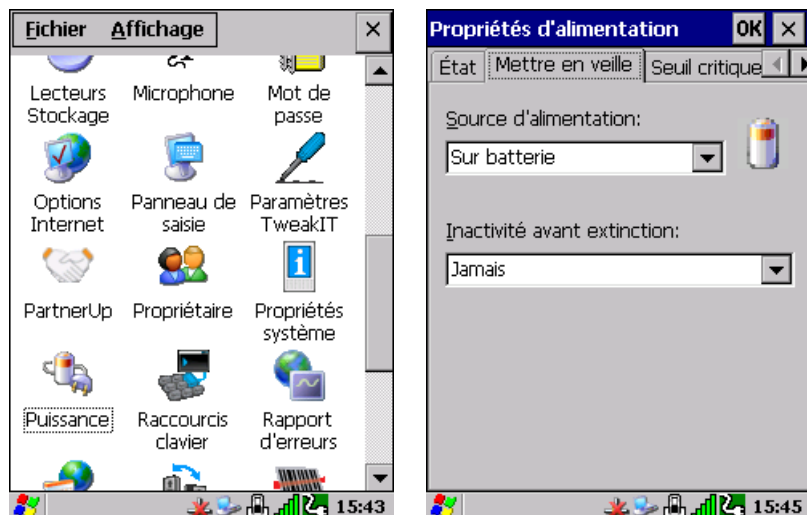 Fichier Affichage
Lecteurs Stockage
Microphone
Mot de passe
Options Internet
Panneau de saisie
Paramètres TweakIT
PartnerUp
Propriétaire
Propriétés système
Puissance
Raccourcis clavier
Rapport d'erreurs
15:43
Propriétés d'alimentation OK
État Mettre en veille Seuil critique
Source d'alimentation:
Sur batterie
Inactivité avant extinction:
Jamais
15:45